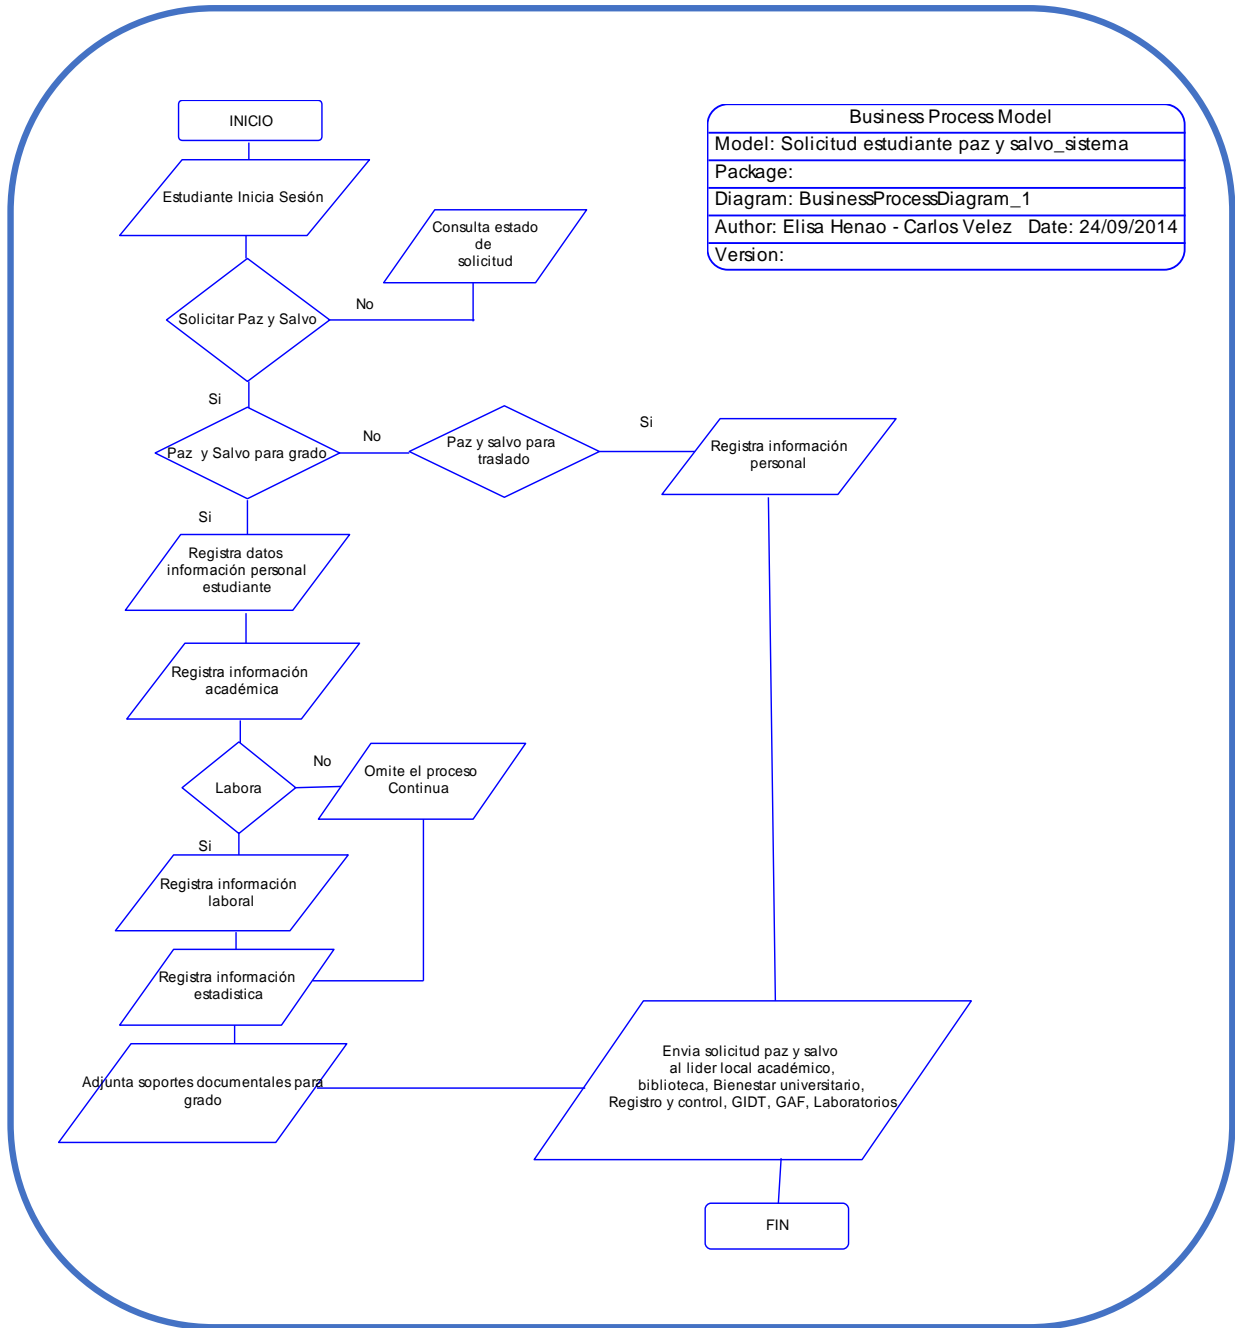 INICIO
Business Process Model
Model: Solicitud estudiante paz y salvo_sistema
Package:
Diagram: BusinessProcessDiagram_1
Author: Elisa Henao - Carlos Velez Date: 24/09/2014
Version:
Estudiante Inicia Sesión
Consulta estado
de
solicitud
No
Solicitar Paz y Salvo
Si
Paz y Salvo para grado
No
Paz y salvo para
traslado
Si
Registra información
personal
Si
Registra datos
información personal
estudiante
Registra información
académica
Labora
No
Omite el proceso
Continua
Si
Registra información
laboral
Registra información
estadistica
Adjunta soportes documentales para
grado
Envia solicitud paz y salvo
al lider local académico,
biblioteca, Bienestar universitario,
Registro y control, GIDT, GAF, Laboratorios
FIN